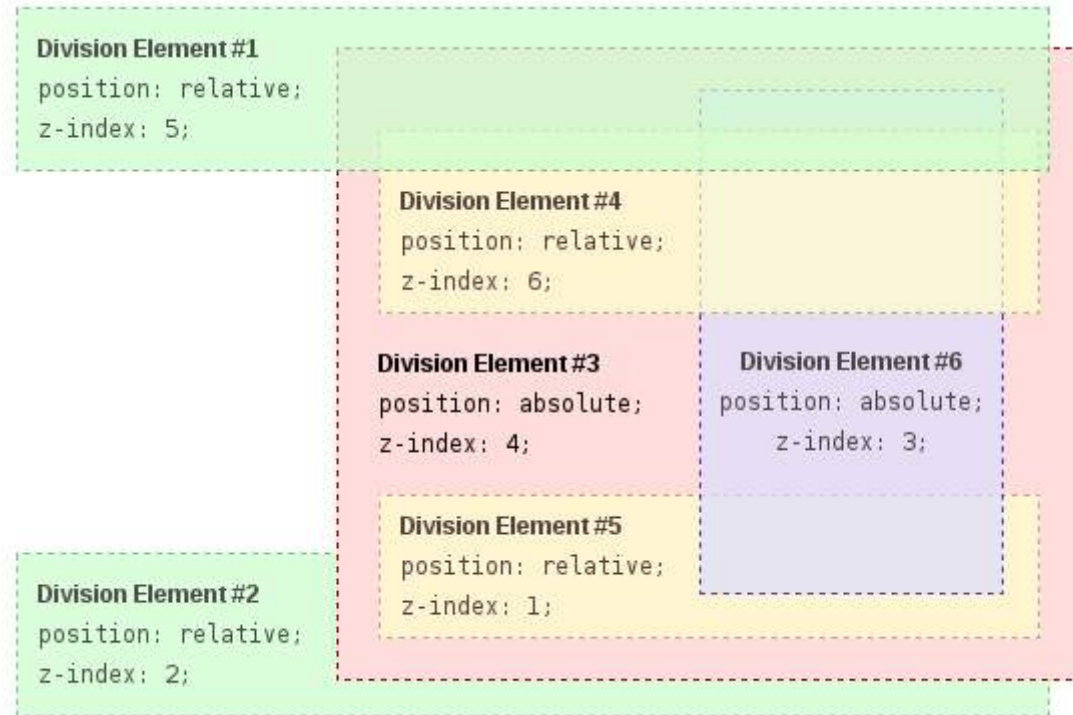 Division Element #1
position: relative;
z-index: 5;
Division Element #4
position: relative;
z-index: 6;
Division Element #3
position: absolute;
z-index: 4;
Division Element #6
position: absolute;
z-index: 3;
Division Element #5
position: relative;
z-index: 1;
Division Element #2
position: relative;
z-index: 2;